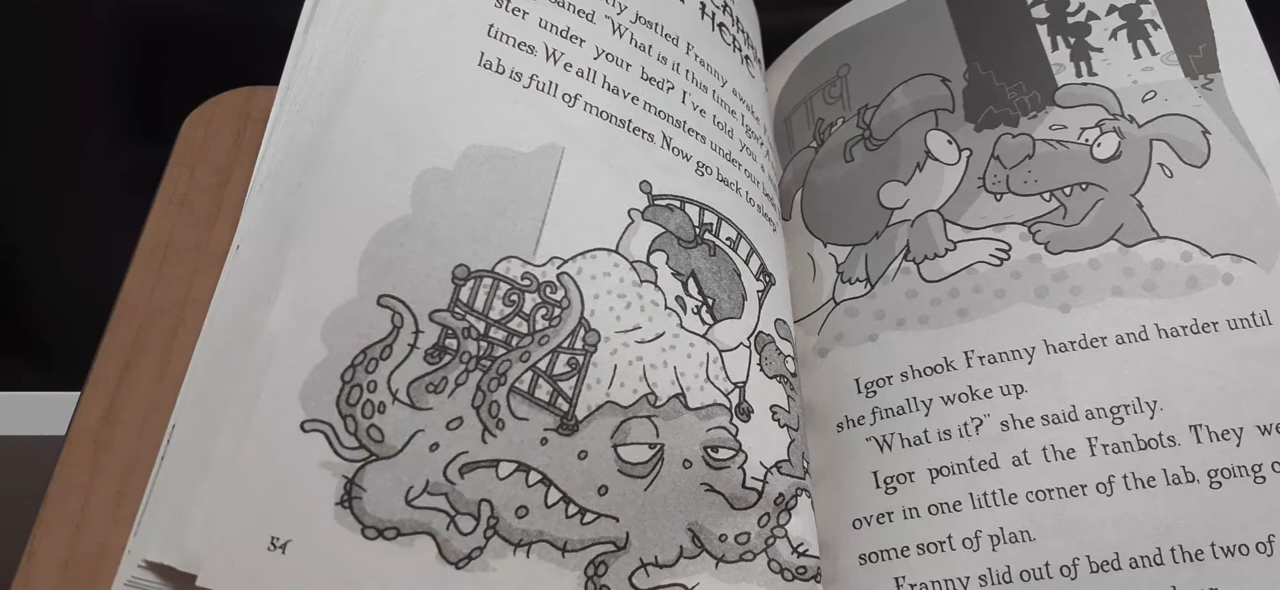 HERE
tly jostled Franny awake.
oaned. "What is it this time Igor?
ster under your bed? I've told you a
times: We all have monsters under our beds.
lab is full of monsters. Now go back to sleep."
54
Igor shook Franny harder and harder until
she finally woke up.
"What is it?" she said angrily.
Igor pointed at the Franbots. They we
over in one little corner of the lab, going o
some sort of plan.
Franny slid out of bed and the two of